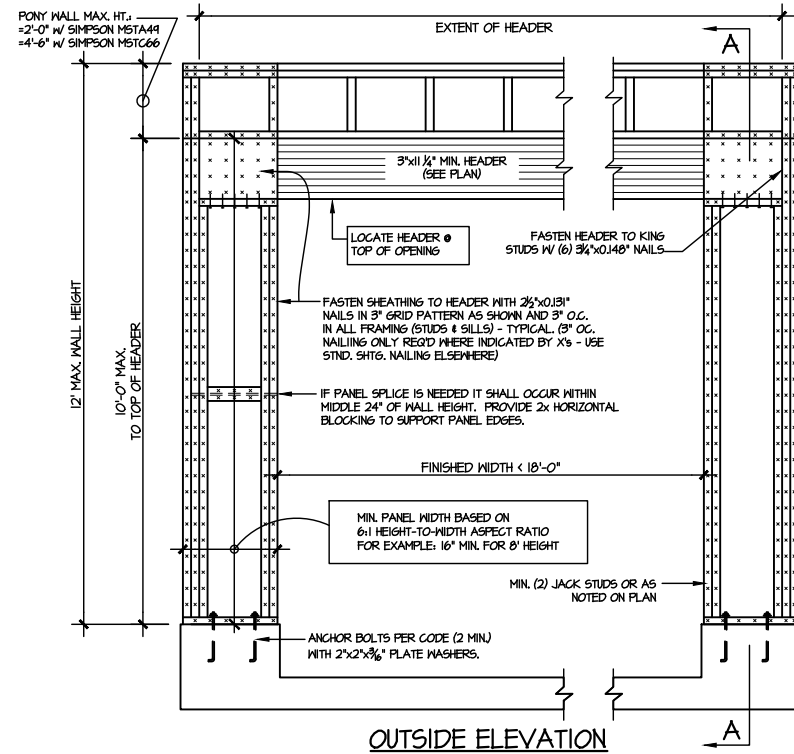 PONY WALL MAX. HT.:
=2'-0" W/ SIMPSON MSTA49
=4'-6" W/ SIMPSON MSTC66
EXTENT OF HEADER
A
3"x11 1/4" MIN. HEADER
(SEE PLAN)
LOCATE HEADER @
TOP OF OPENING
FASTEN HEADER TO KING
STUDS W/ (6) 3 1/4"x0.148" NAILS
12' MAX. WALL HEIGHT
10'-0" MAX.
TO TOP OF HEADER
FASTEN SHEATHING TO HEADER WITH 2 1/2"x0.131"
NAILS IN 3" GRID PATTERN AS SHOWN AND 3" O.C.
IN ALL FRAMING (STUDS & SILLS) - TYPICAL. (3" OC.
NAILIING ONLY REQ'D WHERE INDICATED BY X's - USE
STND. SHTG. NAILING ELSEWHERE)
IF PANEL SPLICE IS NEEDED IT SHALL OCCUR WITHIN
MIDDLE 24" OF WALL HEIGHT. PROVIDE 2x HORIZONTAL
BLOCKING TO SUPPORT PANEL EDGES.
FINISHED WIDTH < 18'-0"
MIN. PANEL WIDTH BASED ON
6:1 HEIGHT-TO-WIDTH ASPECT RATIO
FOR EXAMPLE: 16" MIN. FOR 8' HEIGHT
MIN. (2) JACK STUDS OR AS
NOTED ON PLAN
ANCHOR BOLTS PER CODE (2 MIN.)
WITH 2"x2"x3/16" PLATE WASHERS.
A
OUTSIDE ELEVATION